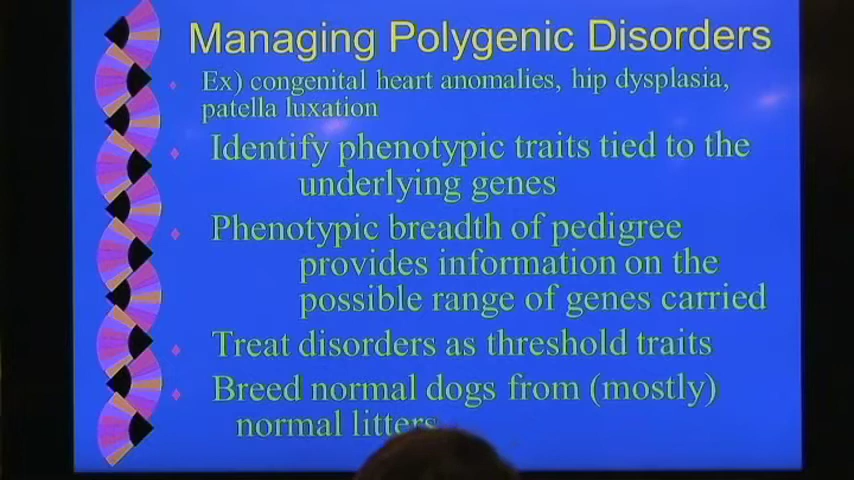 Managing Polygenic Disorders
Ex) congenital heart anomalies, hip dysplasia,
patella luxation
Identify phenotypic traits tied to the
underlying genes
Phenotypic breadth of pedigree
provides information on the
possible range of genes carried
Treat disorders as threshold traits
Breed normal dogs from (mostly)
normal litters